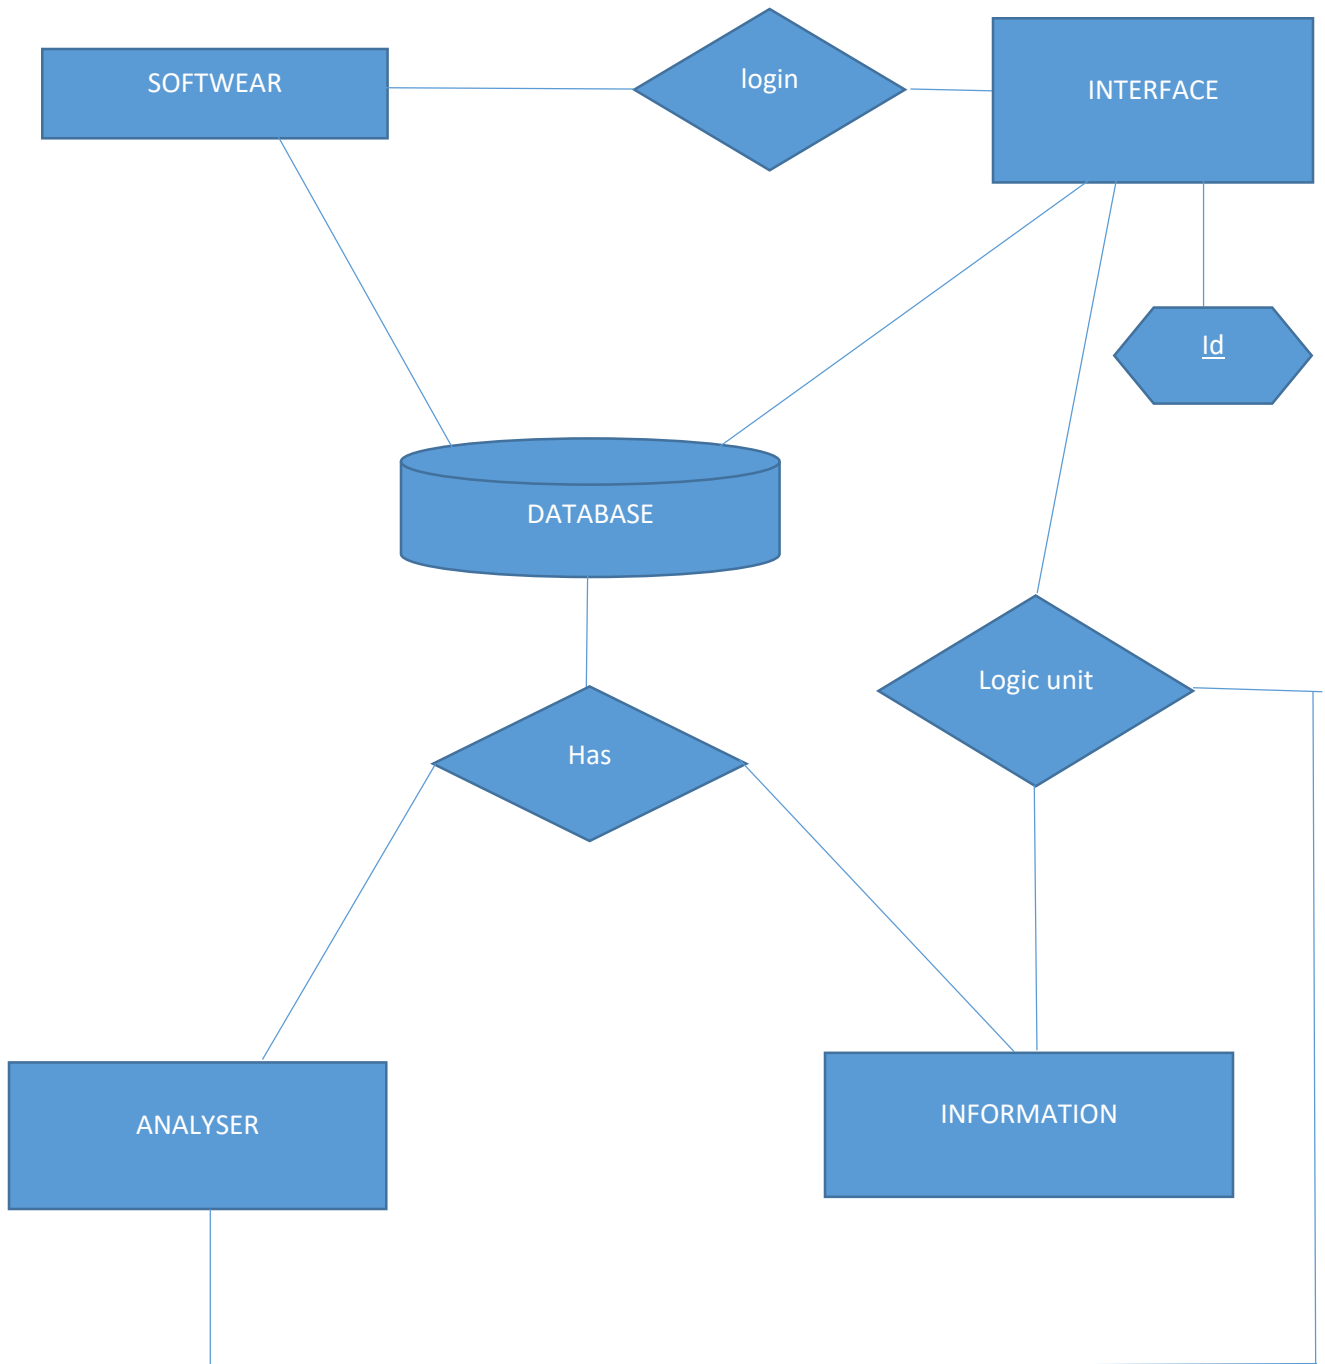 SOFTWEAR
login
INTERFACE
Id
DATABASE
Logic unit
Has
ANALYSER
INFORMATION